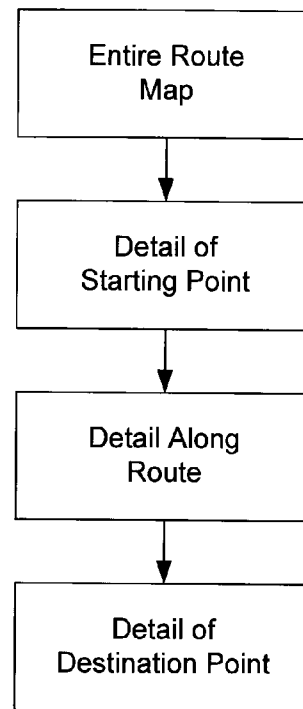 Entire Route
Map
Detail of
Starting Point
Detail Along
Route
Detail of
Destination Point